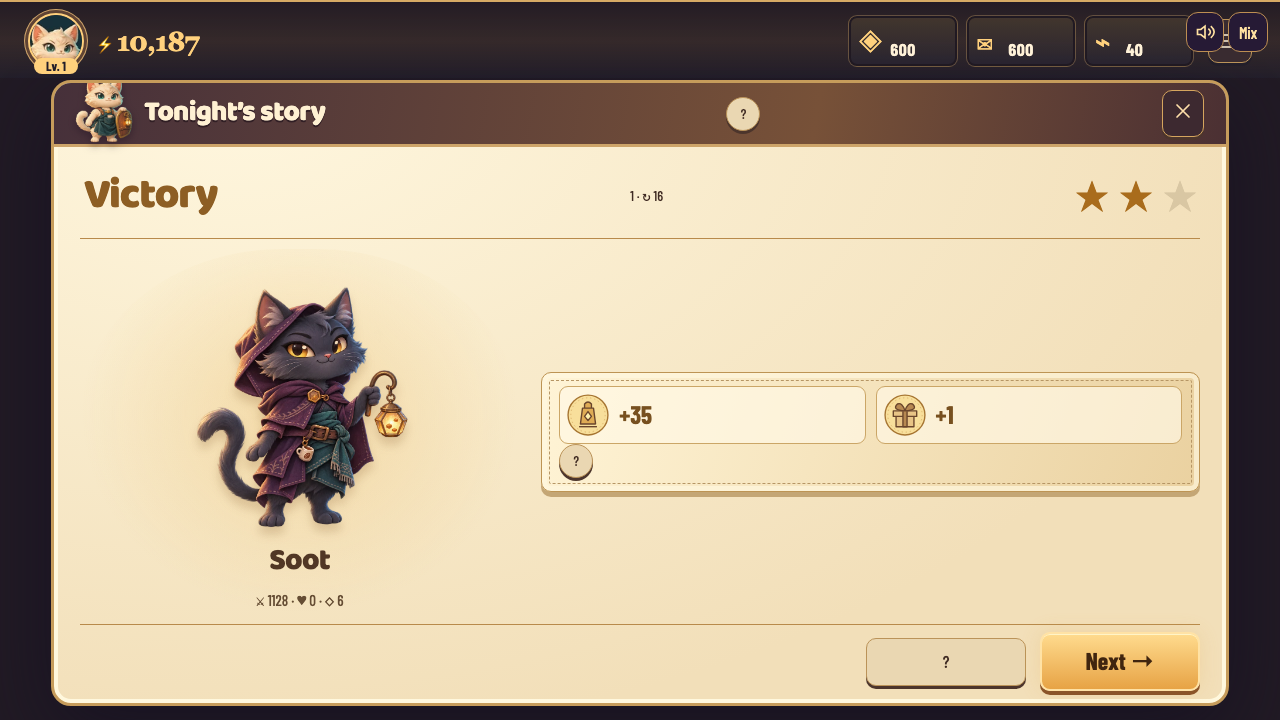 Lv. 1
⚡10,187
600
600
40
Mix
Tonight's story
?
×
Victory
1 · ↻ 16
+35
+1
?
Soot
⚔ 1128 · ♥ 0 · ◇ 6
?
Next →